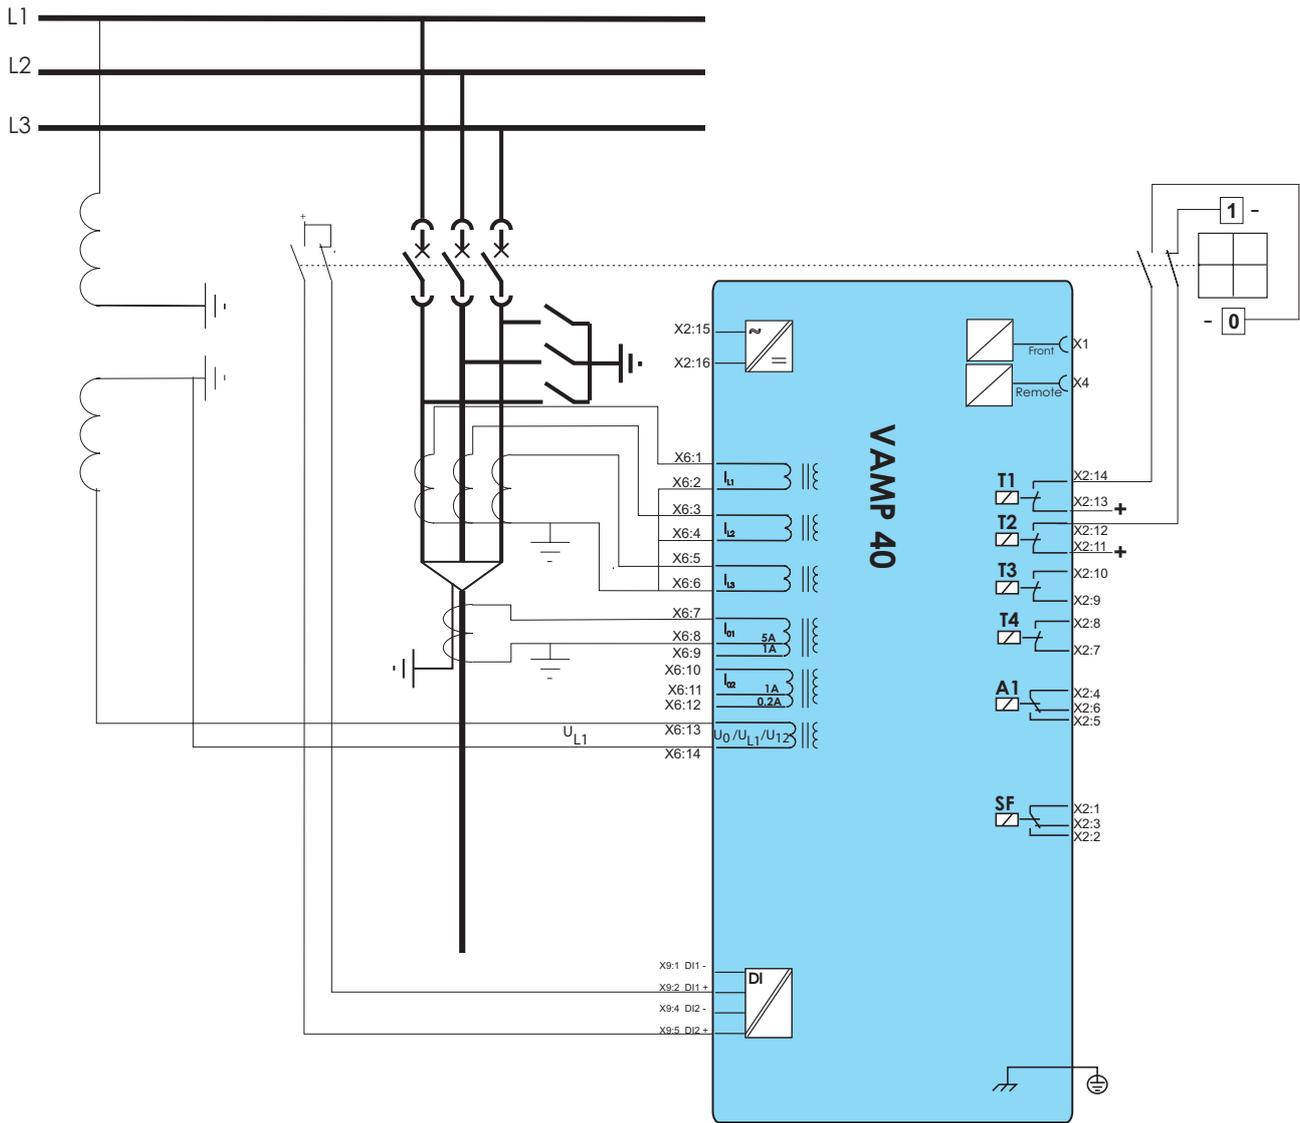 L1
L2
L3
+
1 -
- 0
X2:15
~
X2:16
=
Front
X1
Remote
X4
VAMP 40
X6:1
X6:2
IL1
X6:3
X6:4
IL2
X6:5
X6:6
IL3
X6:7
X6:8
X6:9
I01
5A
1A
X6:10
X6:11
X6:12
I02
1A
0.2A
X6:13
X6:14
UL1
U0/UL1/U12
T1
X2:14
X2:13
+
T2
X2:12
X2:11
+
T3
X2:10
X2:9
T4
X2:8
X2:7
A1
X2:4
X2:6
X2:5
SF
X2:1
X2:3
X2:2
X9:1 DI1 -
X9:2 DI1 +
X9:4 DI2 -
X9:5 DI2 +
DI